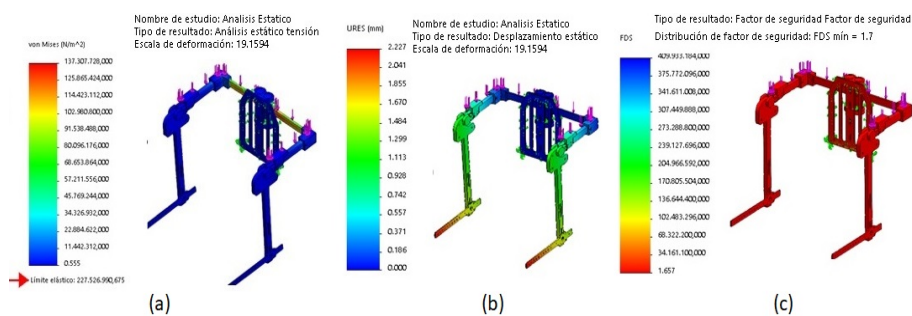 Nombre de estudio: Analisis Estatico
Tipo de resultado: Análisis estático tensión
Escala de deformación: 19.1594
von Mises (N/m^2)
137.307.728,000
125.865.424,000
114.423.112,000
102.980.800,000
91.538.488,000
80.096.176,000
68.653.864,000
57.211.556,000
45.769.244,000
34.326.932,000
22.884.622,000
11.442.312,000
0.555
Límite elástico: 227.526.990,675
(a)
Nombre de estudio: Analisis Estatico
Tipo de resultado: Desplazamiento estático
Escala de deformación: 19.1594
URES (mm)
2.227
2.041
1.855
1.670
1.484
1.299
1.113
0.928
0.742
0.557
0.371
0.186
0.000
(b)
Tipo de resultado: Factor de seguridad Factor de seguridad
Distribución de factor de seguridad: FDS mín = 1.7
FDS
409.933.184,000
375.772.096,000
341.611.008,000
307.449.888,000
273.288.800,000
239.127.696,000
204.966.592,000
170.805.504,000
136.644.400,000
102.483.296,000
68.322.200,000
34.161.100,000
1.657
(c)